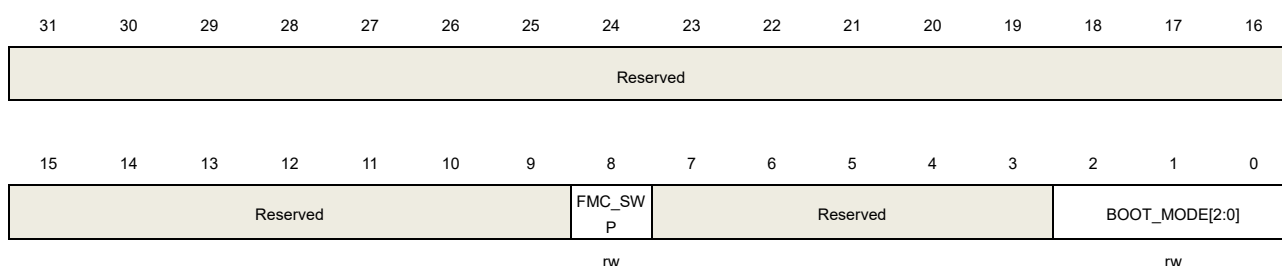 31 30 29 28 27 26 25 24 23 22 21 20 19 18 17 16
Reserved
15 14 13 12 11 10 9 8 7 6 5 4 3 2 1 0
Reserved FMC_SW Reserved BOOT_MODE[2:0]
P
rw rw